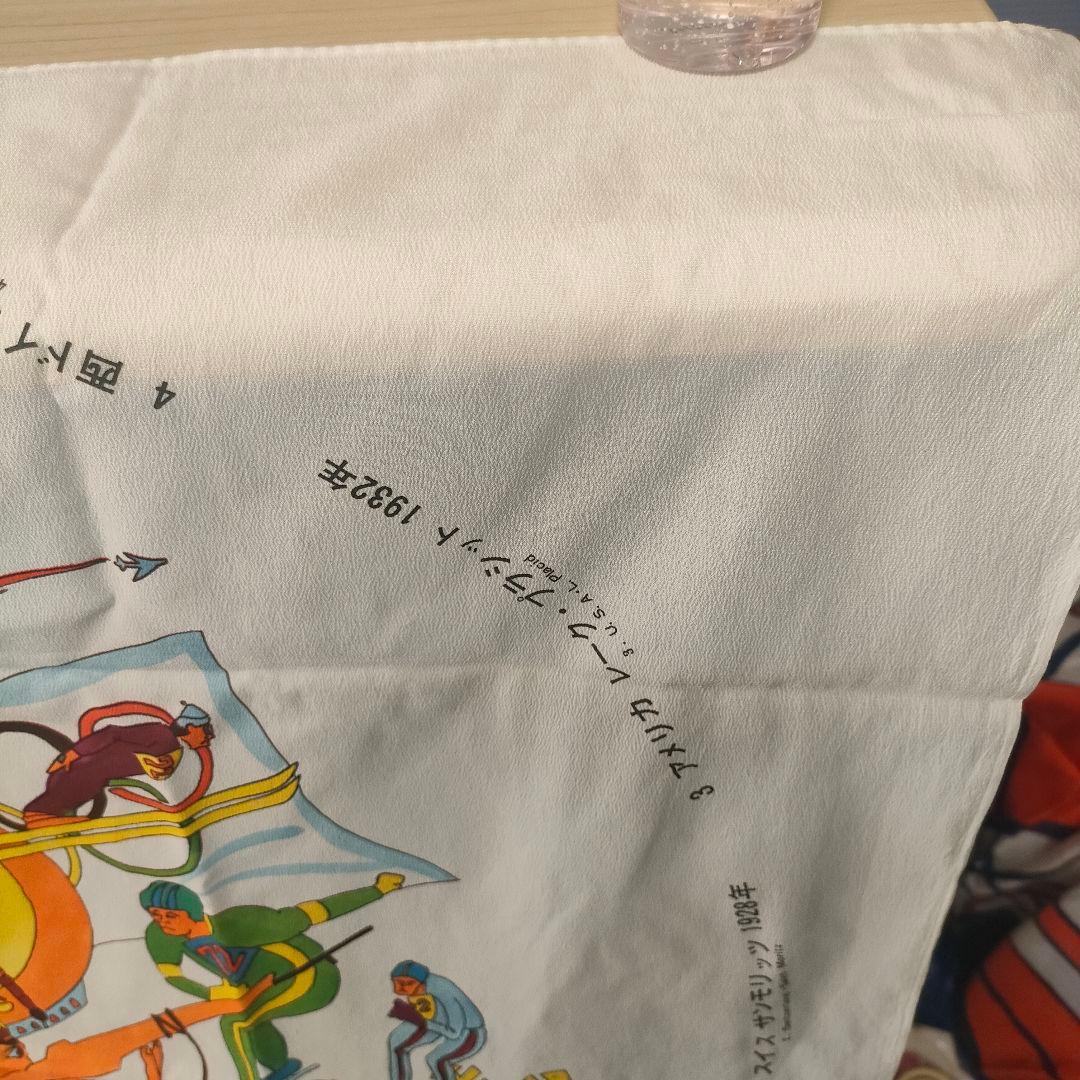 スイス サンモリッツ 1928年
3 アメリカ レーク・プラシット 1932年
3. U.S.A・L. Placid
4 西ドイ